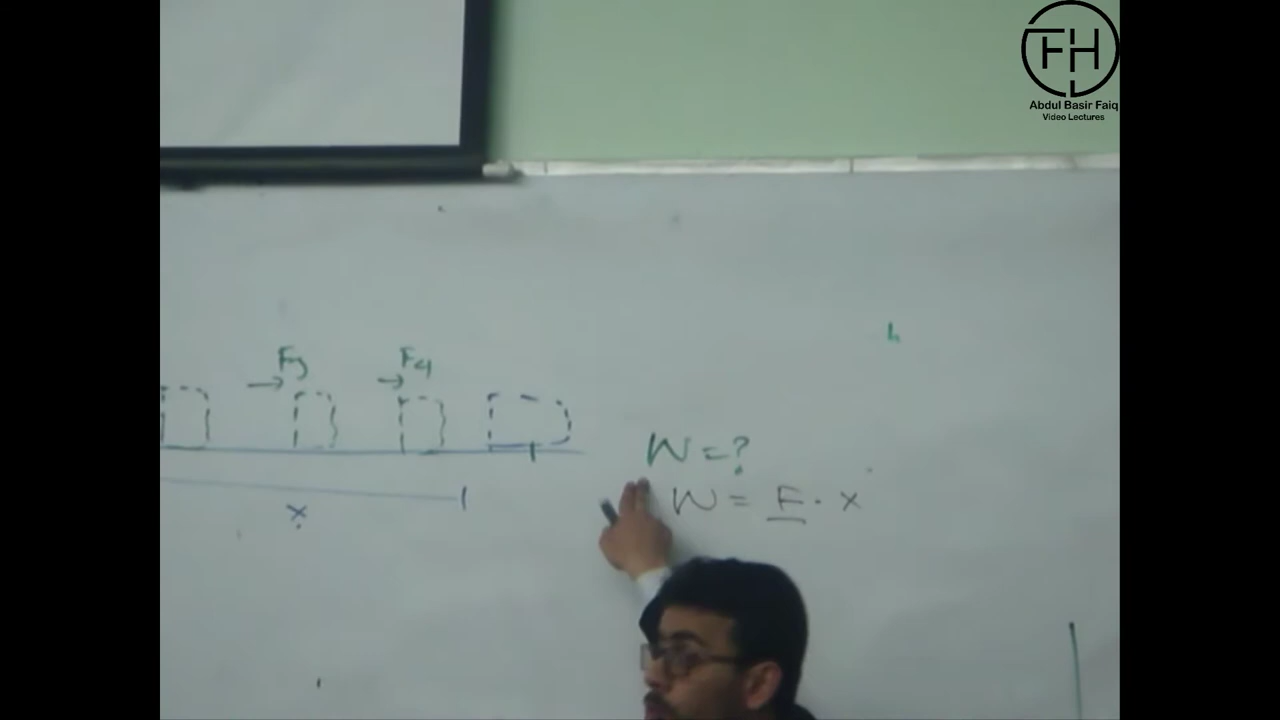 FH
Abdul Basir Faiq
Video Lectures
F3 F4
W = ?
W = F · x
x
h